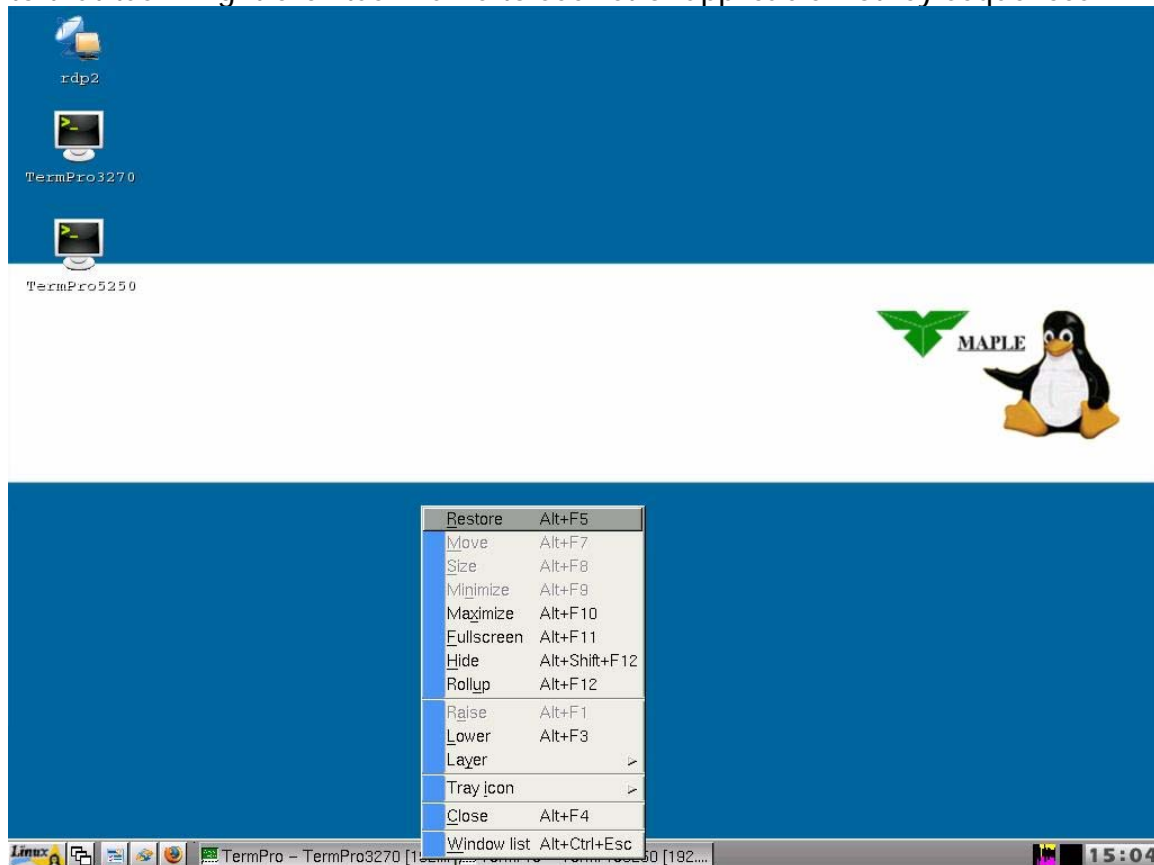 rdp2
TermPro3270
TermPro5250
MAPLE
Restore Alt+F5
Move Alt+F7
Size Alt+F8
Minimize Alt+F9
Maximize Alt+F10
Fullscreen Alt+F11
Hide Alt+Shift+F12
Rollup Alt+F12
Raise Alt+F1
Lower Alt+F3
Layer
Tray icon
Close Alt+F4
Window list Alt+Ctrl+Esc
Linux TermPro – TermPro3270 [192.... 15:04